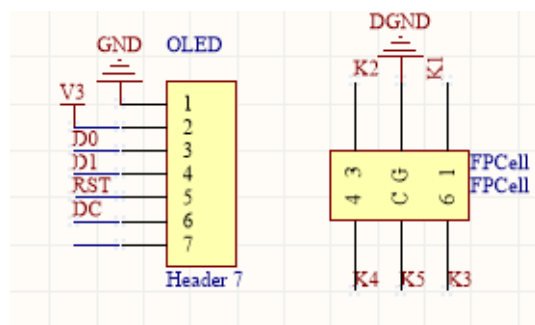 GND OLED
V3
D0
D1
RST
DC
1
2
3
4
5
6
7
Header 7
DGND
K2 K1
3 G 1
4 C 6
FPCell
FPCell
K4 K5 K3